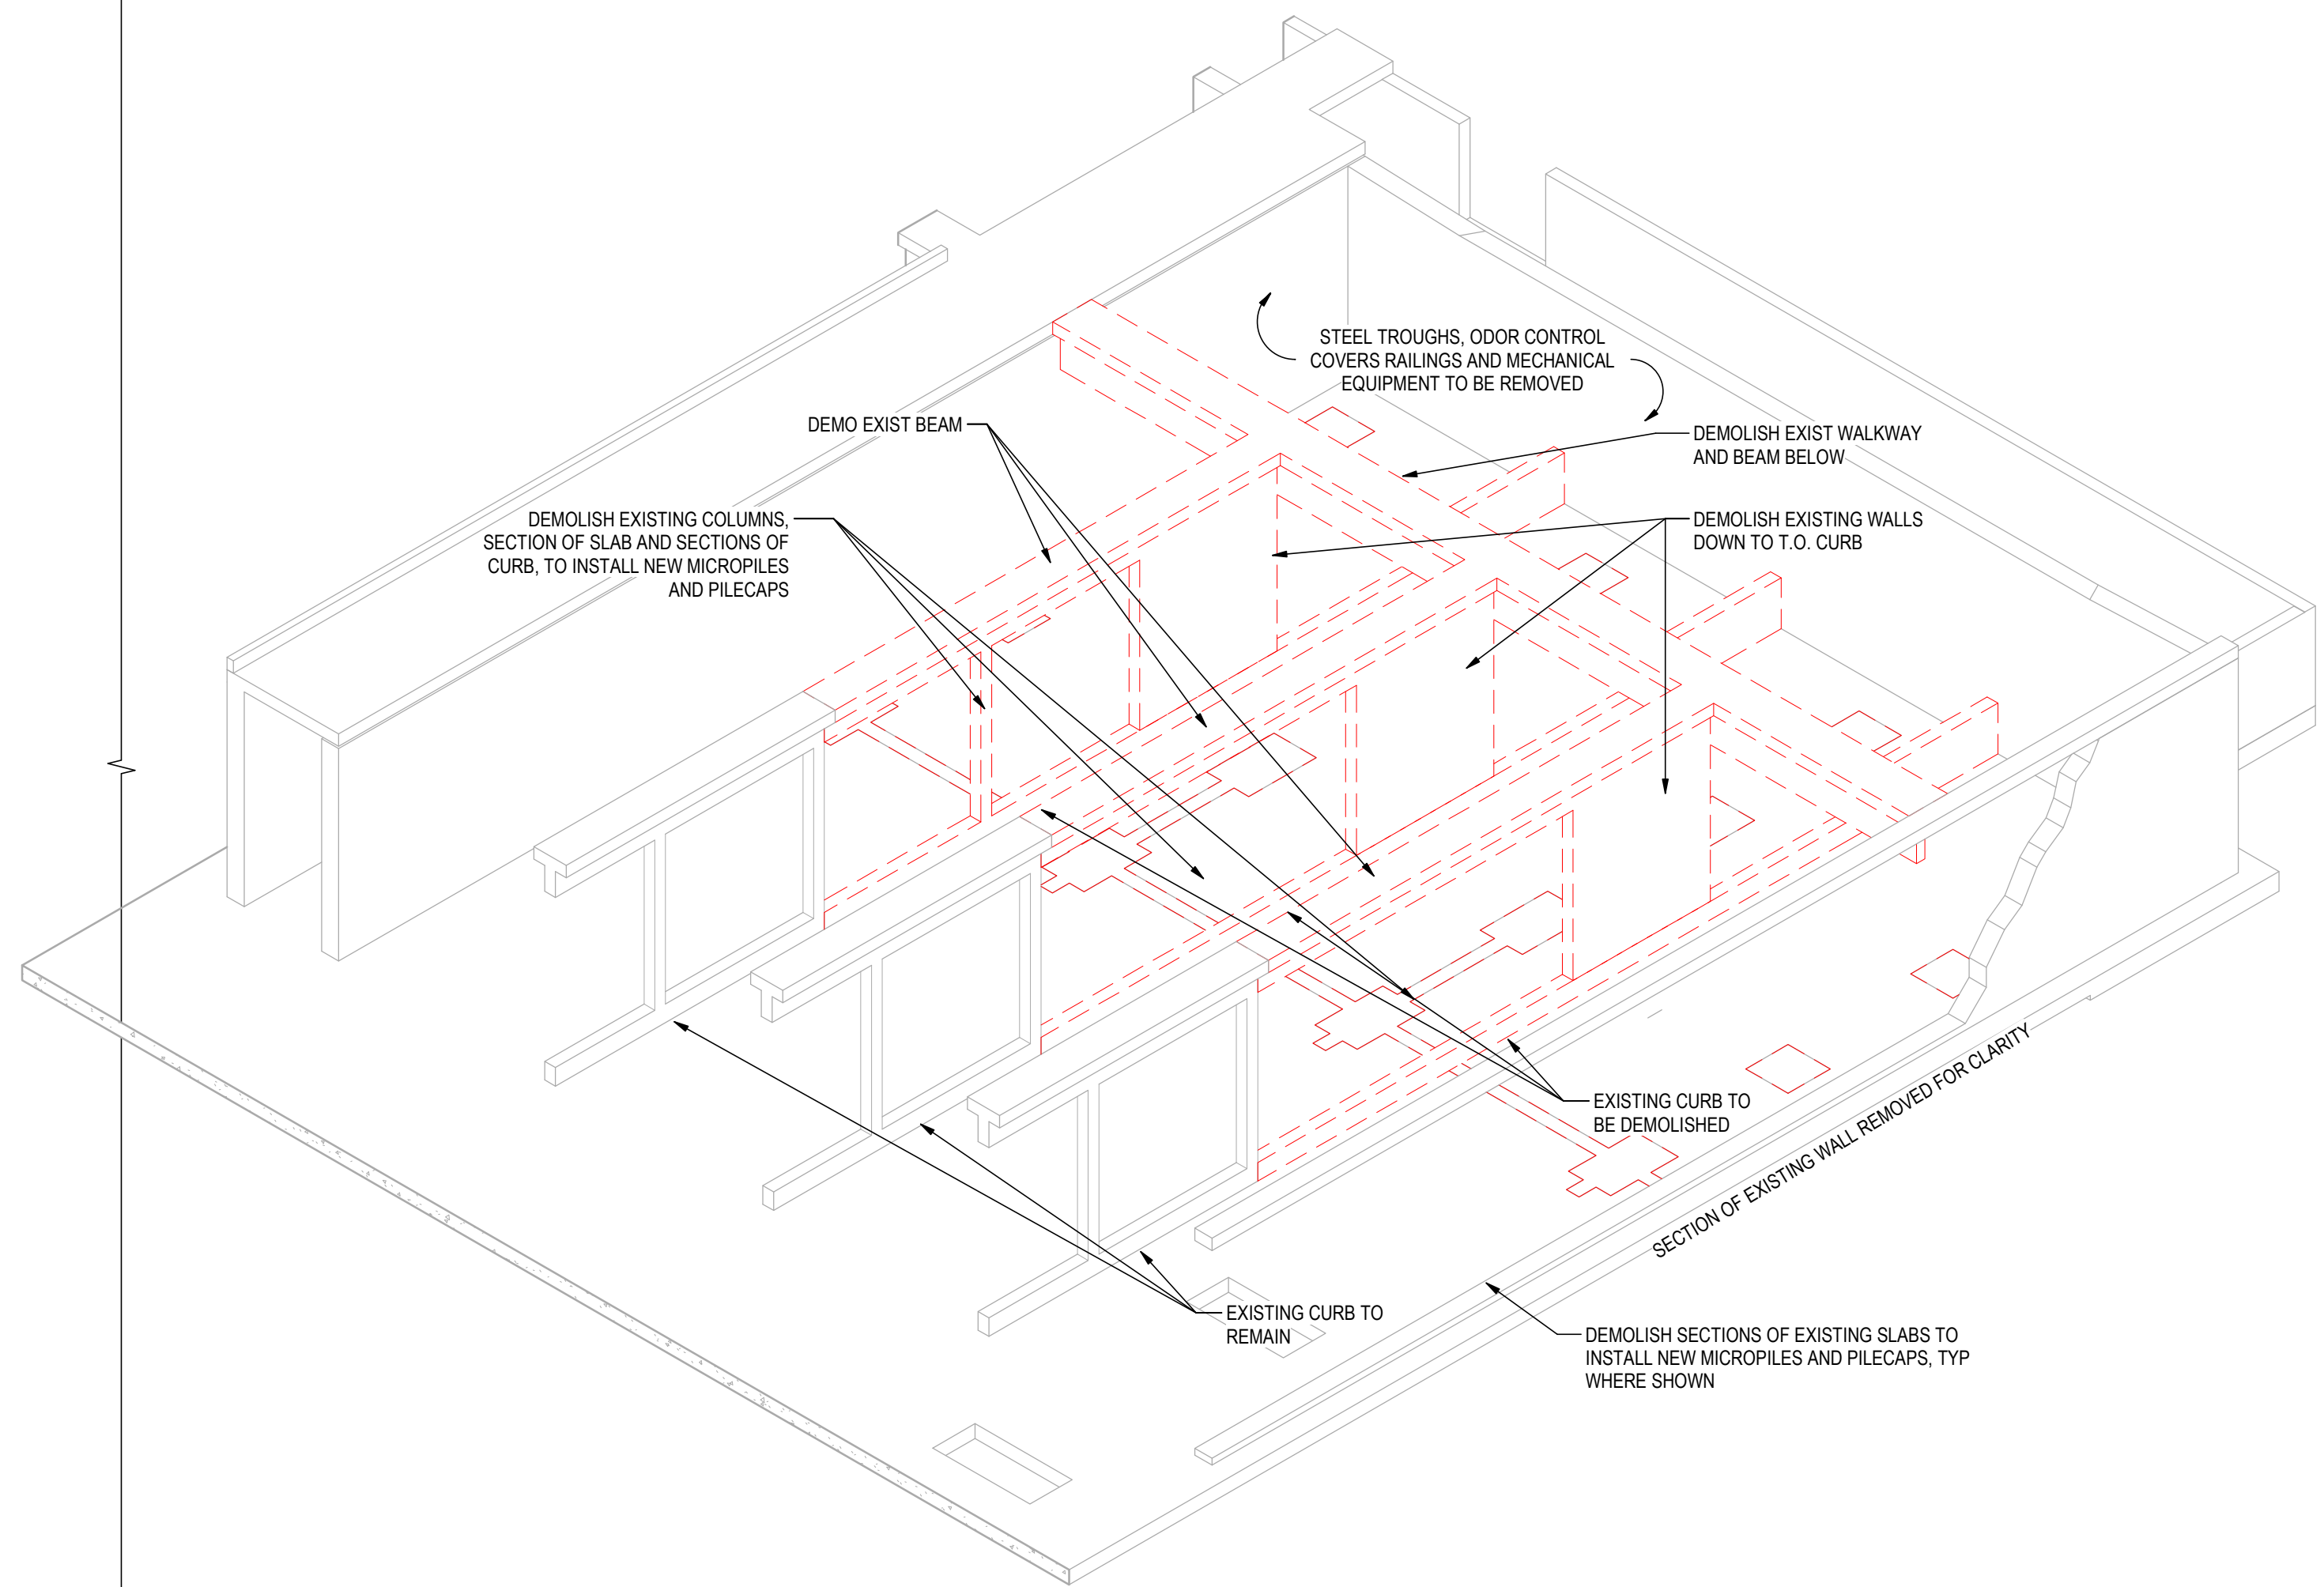 STEEL TROUGHS, ODOR CONTROL
COVERS RAILINGS AND MECHANICAL
EQUIPMENT TO BE REMOVED
DEMO EXIST BEAM
DEMOLISH EXIST WALKWAY
AND BEAM BELOW
DEMOLISH EXISTING COLUMNS,
SECTION OF SLAB AND SECTIONS OF
CURB, TO INSTALL NEW MICROPILES
AND PILECAPS
DEMOLISH EXISTING WALLS
DOWN TO T.O. CURB
EXISTING CURB TO
BE DEMOLISHED
SECTION OF EXISTING WALL REMOVED FOR CLARITY
EXISTING CURB TO
REMAIN
DEMOLISH SECTIONS OF EXISTING SLABS TO
INSTALL NEW MICROPILES AND PILECAPS, TYP
WHERE SHOWN